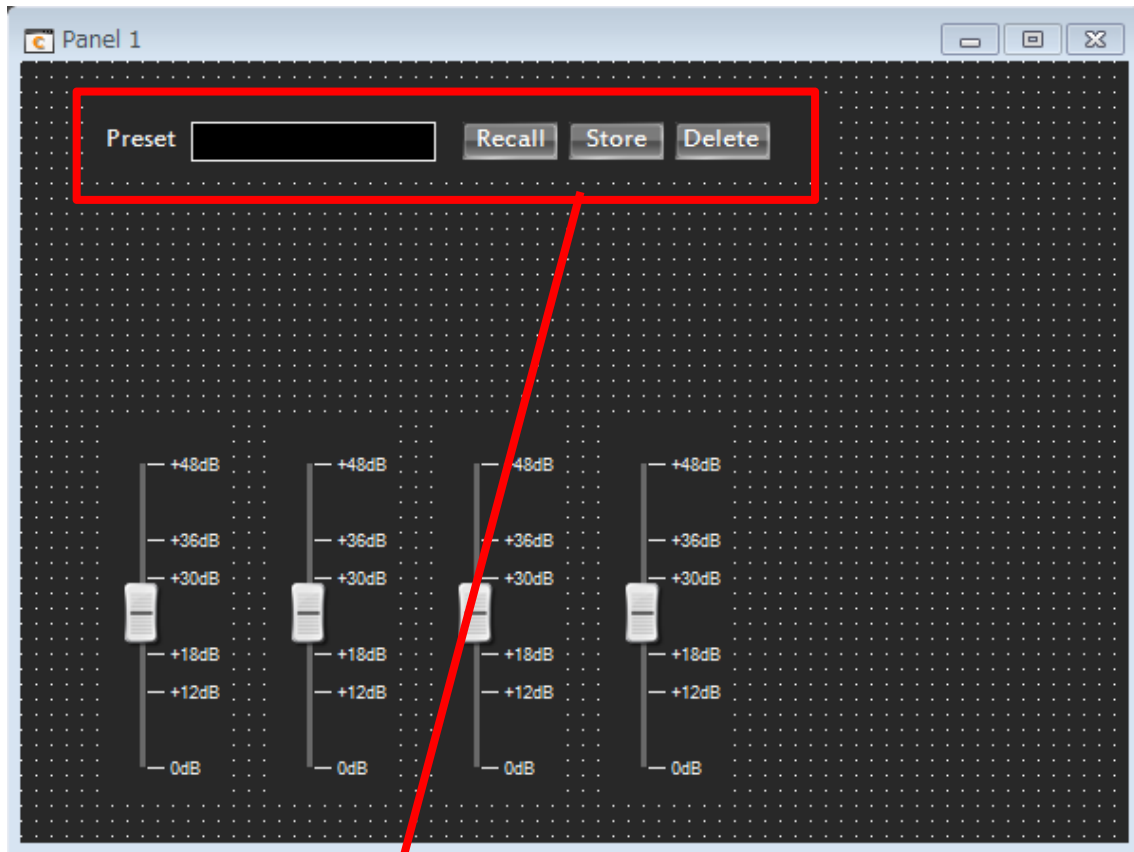 Panel 1
Preset Recall Store Delete
+48dB +48dB +48dB +48dB
+36dB +36dB +36dB +36dB
+30dB +30dB +30dB +30dB
+18dB +18dB +18dB +18dB
+12dB +12dB +12dB +12dB
0dB 0dB 0dB 0dB